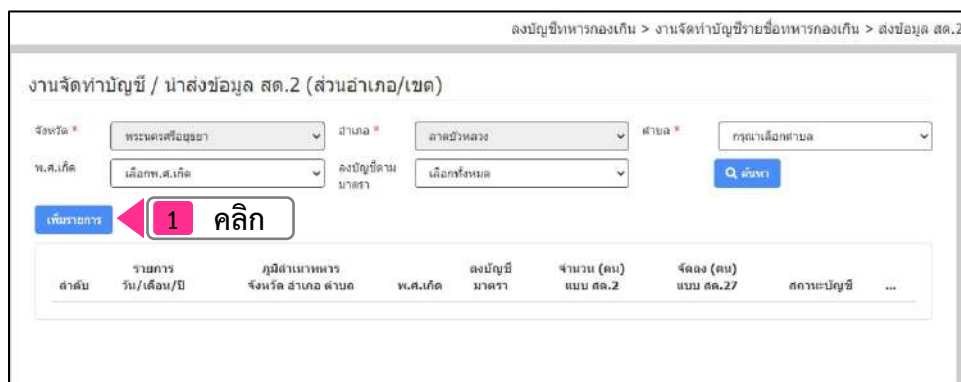 ลงบัญชีทหารกองเกิน > งานจัดทำบัญชีรายชื่อทหารกองเกิน > ส่งข้อมูล สด.2
งานจัดทำบัญชี / นำส่งข้อมูล สด.2 (ส่วนอำเภอ/เขต)
จังหวัด * พระนครศรีอยุธยา อำเภอ * ลาดบัวหลวง ตำบล * กรุณาเลือกตำบล
พ.ศ.เกิด เลือกพ.ศ.เกิด ลงบัญชีตาม เลือกทั้งหมด ค้นหา
มาตรา
เพิ่มรายการ 1 คลิก
รายการ ภูมิลำเนาทหาร ลงบัญชี จำนวน (คน) จัดลง (คน)
ลำดับ วัน/เดือน/ปี จังหวัด อำเภอ ตำบล พ.ศ.เกิด มาตรา แบบ สด.2 แบบ สด.27 สถานะบัญชี ...